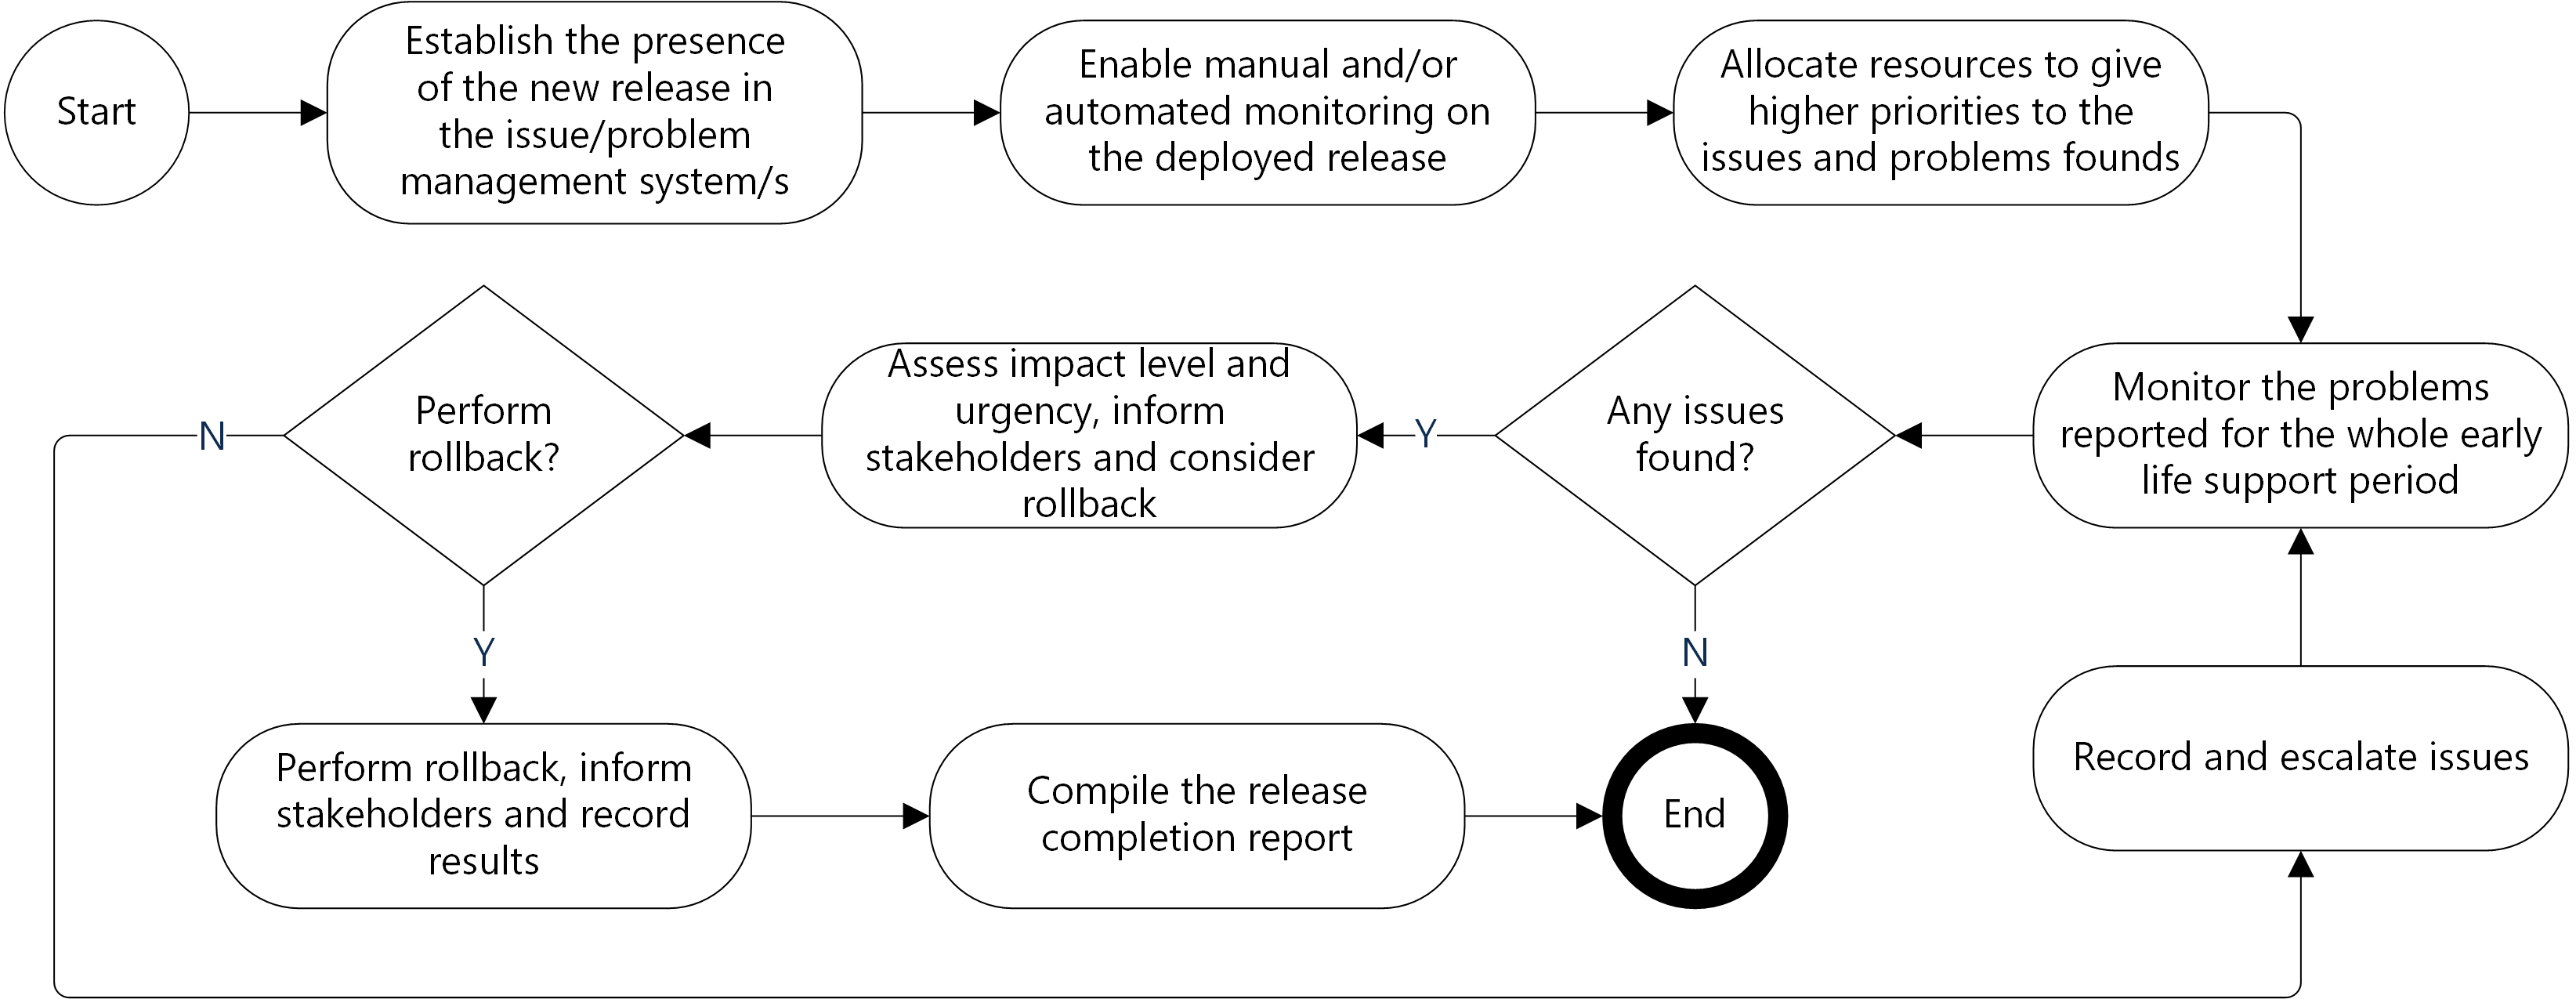 Start
Establish the presence
of the new release in
the issue/problem
management system/s
Enable manual and/or
automated monitoring on
the deployed release
Allocate resources to give
higher priorities to the
issues and problems founds
Monitor the problems
reported for the whole early
life support period
Any issues
found?
Y
Assess impact level and
urgency, inform
stakeholders and consider
rollback
Perform
rollback?
N
Y
N
Perform rollback, inform
stakeholders and record
results
Compile the release
completion report
End
Record and escalate issues